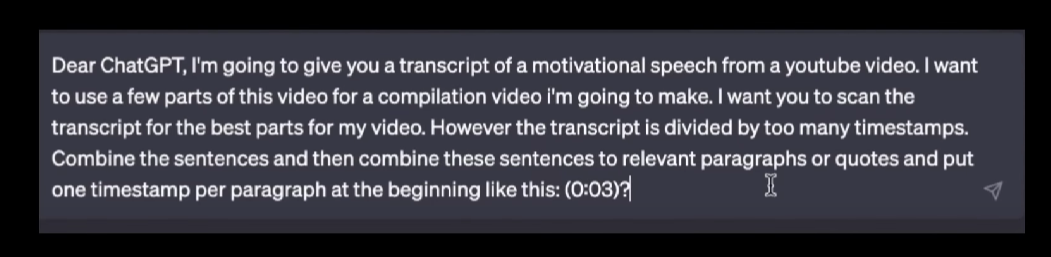 Dear ChatGPT, I'm going to give you a transcript of a motivational speech from a youtube video. I want
to use a few parts of this video for a compilation video i'm going to make. I want you to scan the
transcript for the best parts for my video. However the transcript is divided by too many timestamps.
Combine the sentences and then combine these sentences to relevant paragraphs or quotes and put
one timestamp per paragraph at the beginning like this: (0:03)?